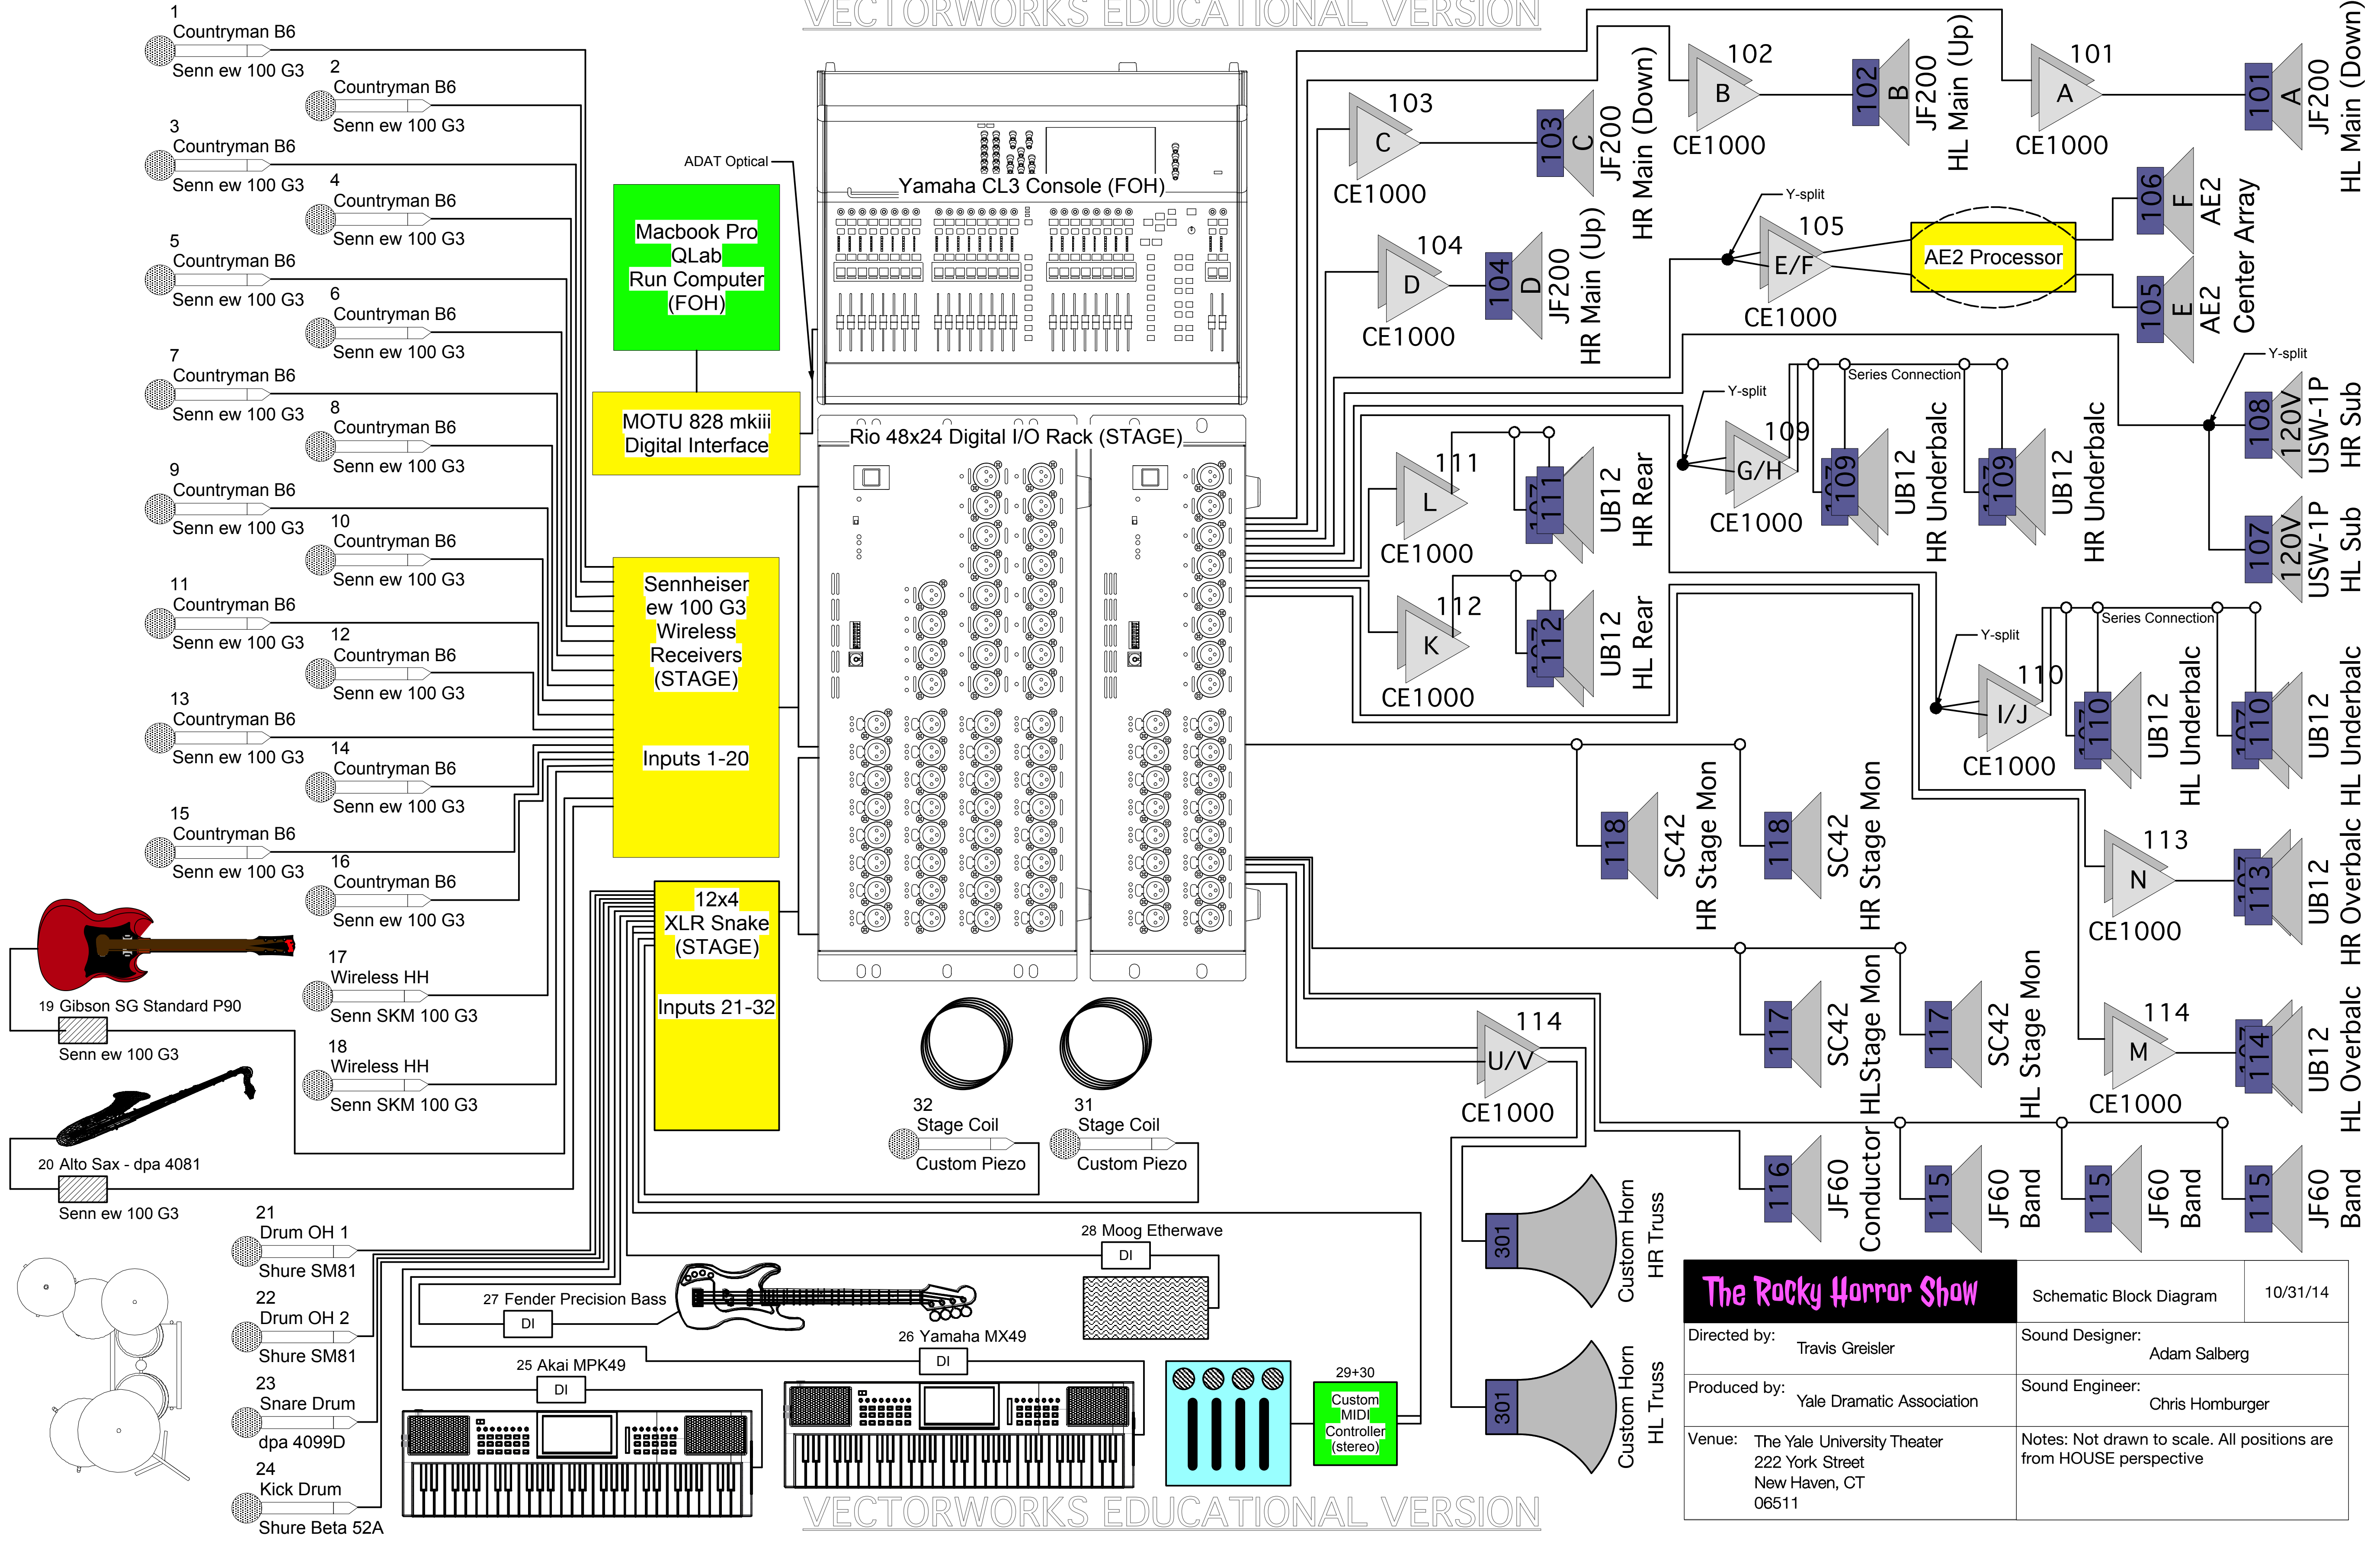 VECTORWORKS EDUCATIONAL VERSION
1
Countryman B6
Senn ew 100 G3
2
Countryman B6
Senn ew 100 G3
3
Countryman B6
Senn ew 100 G3
4
Countryman B6
Senn ew 100 G3
5
Countryman B6
Senn ew 100 G3
6
Countryman B6
Senn ew 100 G3
7
Countryman B6
Senn ew 100 G3
8
Countryman B6
Senn ew 100 G3
9
Countryman B6
Senn ew 100 G3
10
Countryman B6
Senn ew 100 G3
11
Countryman B6
Senn ew 100 G3
12
Countryman B6
Senn ew 100 G3
13
Countryman B6
Senn ew 100 G3
14
Countryman B6
Senn ew 100 G3
15
Countryman B6
Senn ew 100 G3
16
Countryman B6
Senn ew 100 G3
17
Wireless HH
Senn SKM 100 G3
18
Wireless HH
Senn SKM 100 G3
19 Gibson SG Standard P90
Senn ew 100 G3
20 Alto Sax - dpa 4081
Senn ew 100 G3
21
Drum OH 1
Shure SM81
22
Drum OH 2
Shure SM81
23
Snare Drum
dpa 4099D
24
Kick Drum
Shure Beta 52A
ADAT Optical
Macbook Pro
QLab
Run Computer
(FOH)
MOTU 828 mkiii
Digital Interface
Sennheiser
ew 100 G3
Wireless
Receivers
(STAGE)
Inputs 1-20
12x4
XLR Snake
(STAGE)
Inputs 21-32
Yamaha CL3 Console (FOH)
Rio 48x24 Digital I/O Rack (STAGE)
32
Stage Coil
Custom Piezo
31
Stage Coil
Custom Piezo
28 Moog Etherwave
DI
27 Fender Precision Bass
DI
26 Yamaha MX49
DI
25 Akai MPK49
DI
29+30
Custom
MIDI
Controller
(stereo)
103
C
CE1000
103
C
JF200
HR Main (Down)
102
B
CE1000
102
B
JF200
HL Main (Up)
101
A
CE1000
101
A
JF200
HL Main (Down)
104
D
CE1000
104
D
JF200
HR Main (Up)
Y-split
105
E/F
CE1000
AE2 Processor
106
F
AE2
105
E
AE2
Center Array
Y-split
108
120V
USW-1P
HR Sub
107
120V
USW-1P
HL Sub
Y-split
109
G/H
CE1000
Series Connection
107
109
UB12
HR Underbalc
107
109
UB12
HR Underbalc
111
L
CE1000
107
111
UB12
HR Rear
112
K
CE1000
107
112
UB12
HL Rear
Y-split
110
I/J
CE1000
Series Connection
107
110
UB12
HL Underbalc
107
110
UB12
HL Underbalc
118
SC42
HR Stage Mon
118
SC42
HR Stage Mon
113
N
CE1000
107
113
UB12
HR Overbalc
117
SC42
HLStage Mon
117
SC42
HL Stage Mon
114
M
CE1000
107
114
UB12
HL Overbalc
114
U/V
CE1000
116
JF60
Conductor
115
JF60
Band
115
JF60
Band
115
JF60
Band
301
Custom Horn
HR Truss
301
Custom Horn
HL Truss
The Rocky Horror Show
Schematic Block Diagram
10/31/14
Directed by:
Travis Greisler
Sound Designer:
Adam Salberg
Produced by:
Yale Dramatic Association
Sound Engineer:
Chris Homburger
Venue:
The Yale University Theater
222 York Street
New Haven, CT
06511
Notes: Not drawn to scale. All positions are
from HOUSE perspective
VECTORWORKS EDUCATIONAL VERSION